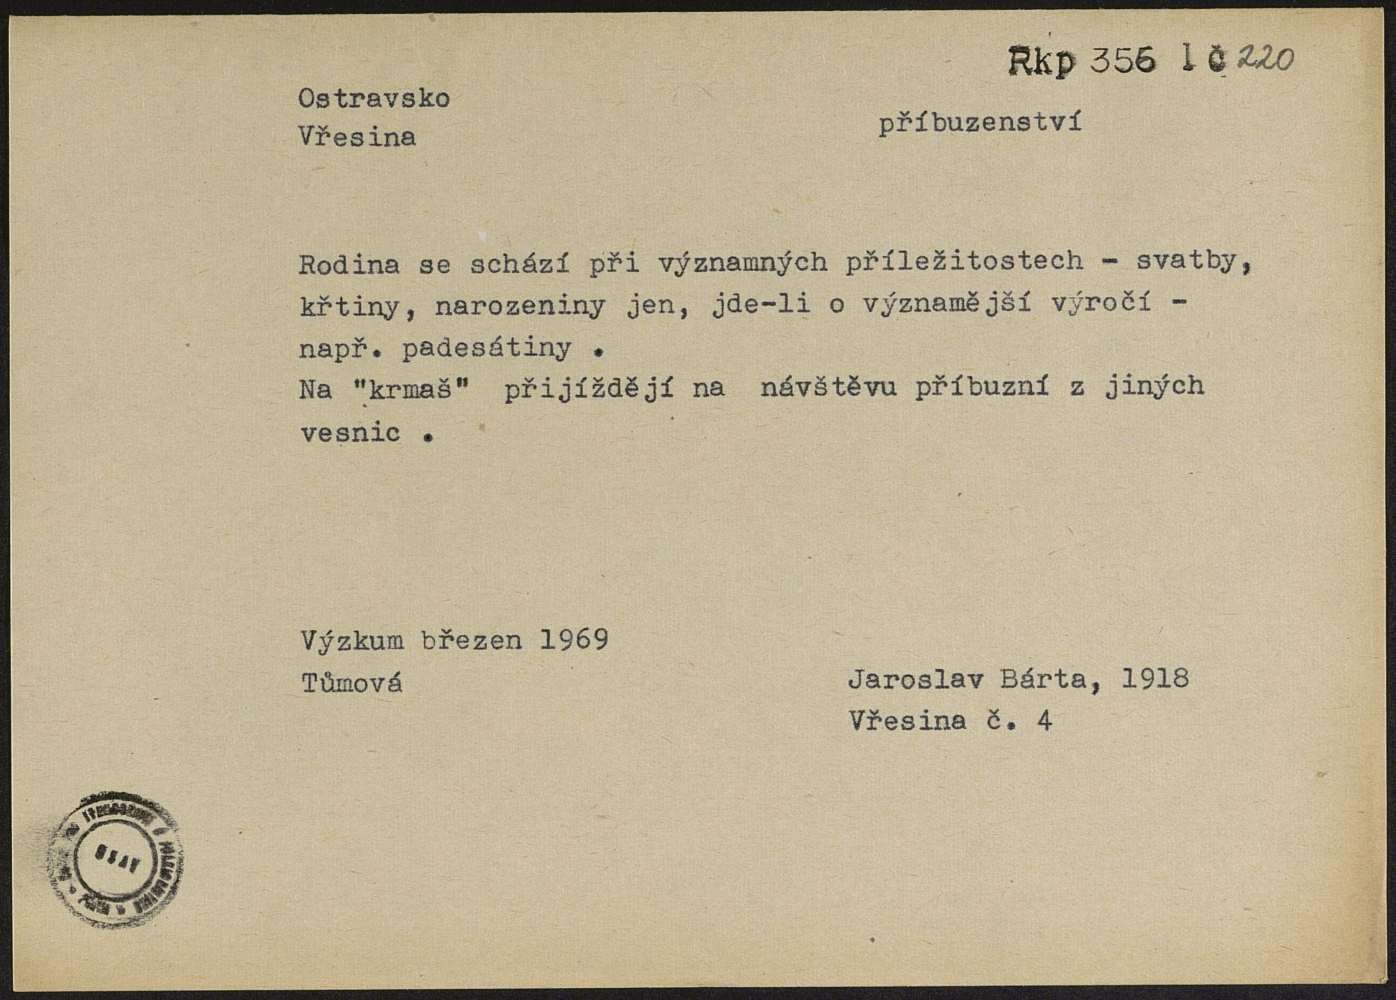 Rkp 356 l č 220
Ostravsko
Vřesina
příbuzenství
Rodina se schází při významných příležitostech - svatby,
křtiny, narozeniny jen, jde-li o významější výročí -
např. padesátiny .
Na "krmaš" přijíždějí na návštěvu příbuzní z jiných
vesnic .
Výzkum březen 1969
Tůmová
Jaroslav Bárta, 1918
Vřesina č. 4